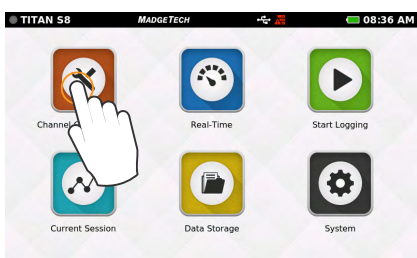 TITAN S8 MADGETECH 08:36 AM
Channel
Real-Time
Start Logging
Current Session
Data Storage
System